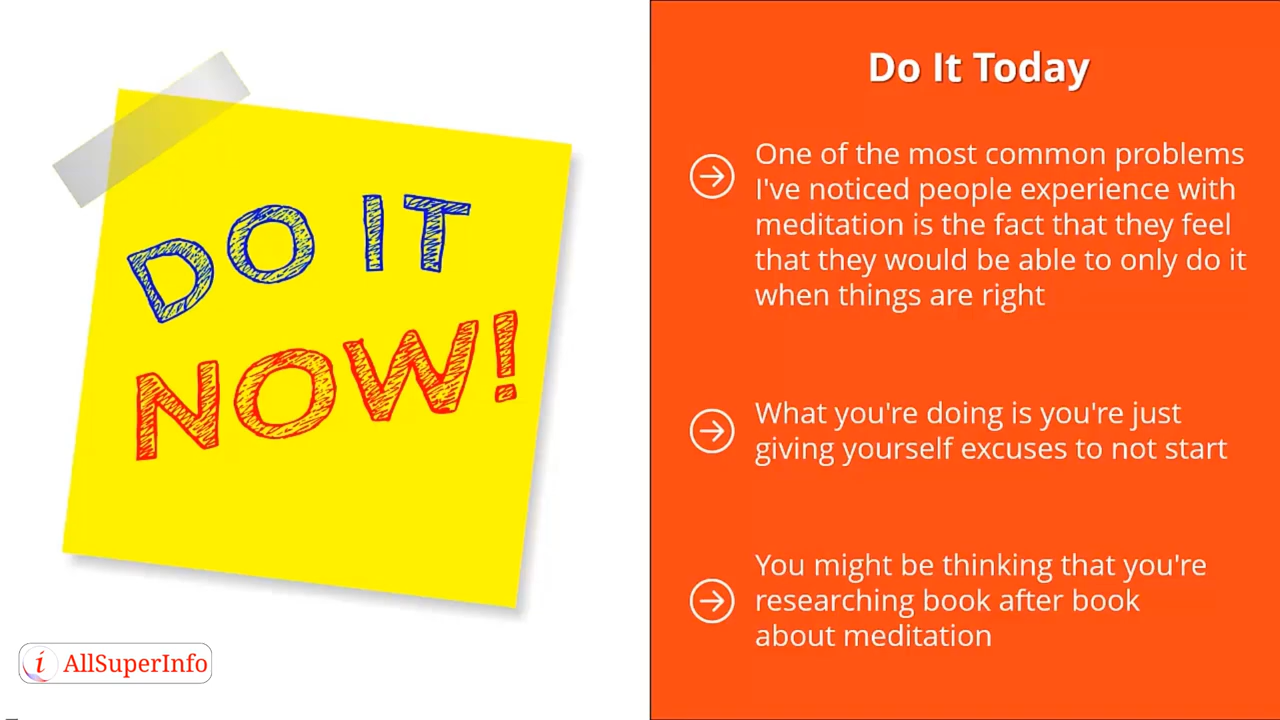 DO IT
NOW!
i AllSuperInfo
Do It Today
One of the most common problems
I've noticed people experience with
meditation is the fact that they feel
that they would be able to only do it
when things are right
What you're doing is you're just
giving yourself excuses to not start
You might be thinking that you're
researching book after book
about meditation